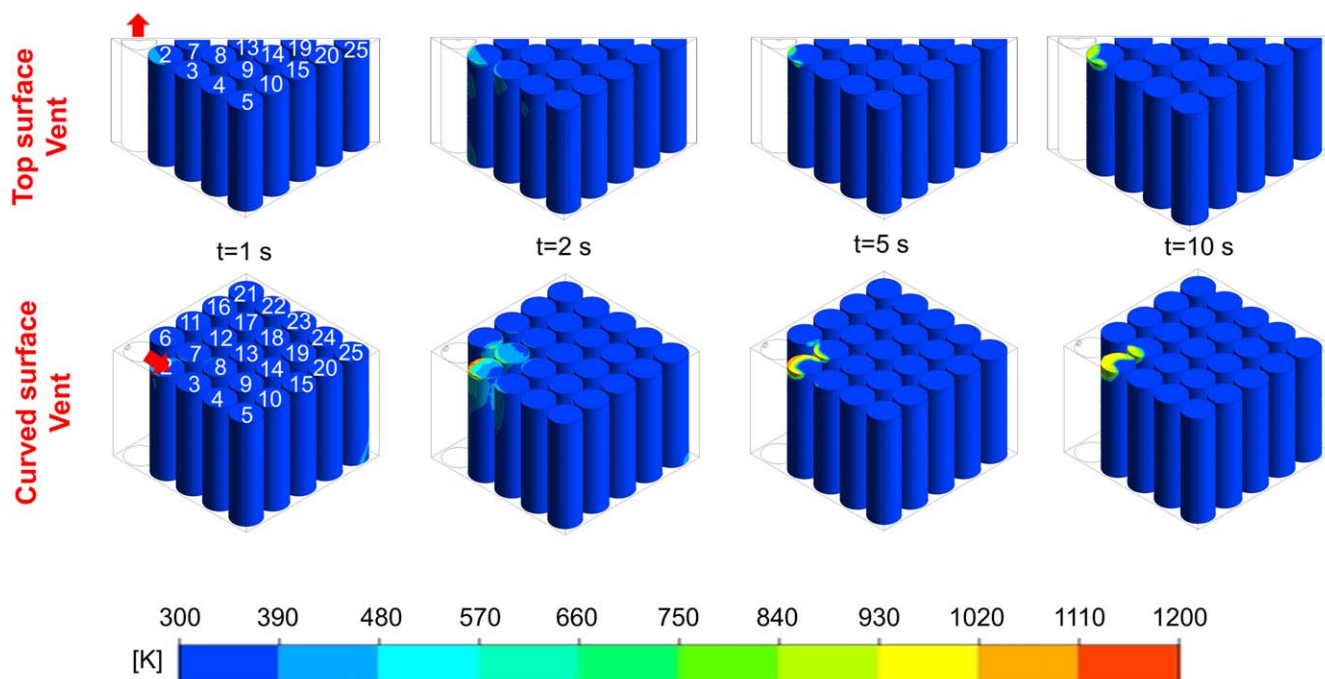 Top surface
Vent
7 13 19 25
2 8 14 20
3 9 15
4 10
5
t=1 s
t=2 s
t=5 s
t=10 s
Curved surface
Vent
21
16 22
11 17 23
6 12 18 24
7 13 19 25
2 8 14 20
3 9 15
4 10
5
300 390 480 570 660 750 840 930 1020 1110 1200
[K]